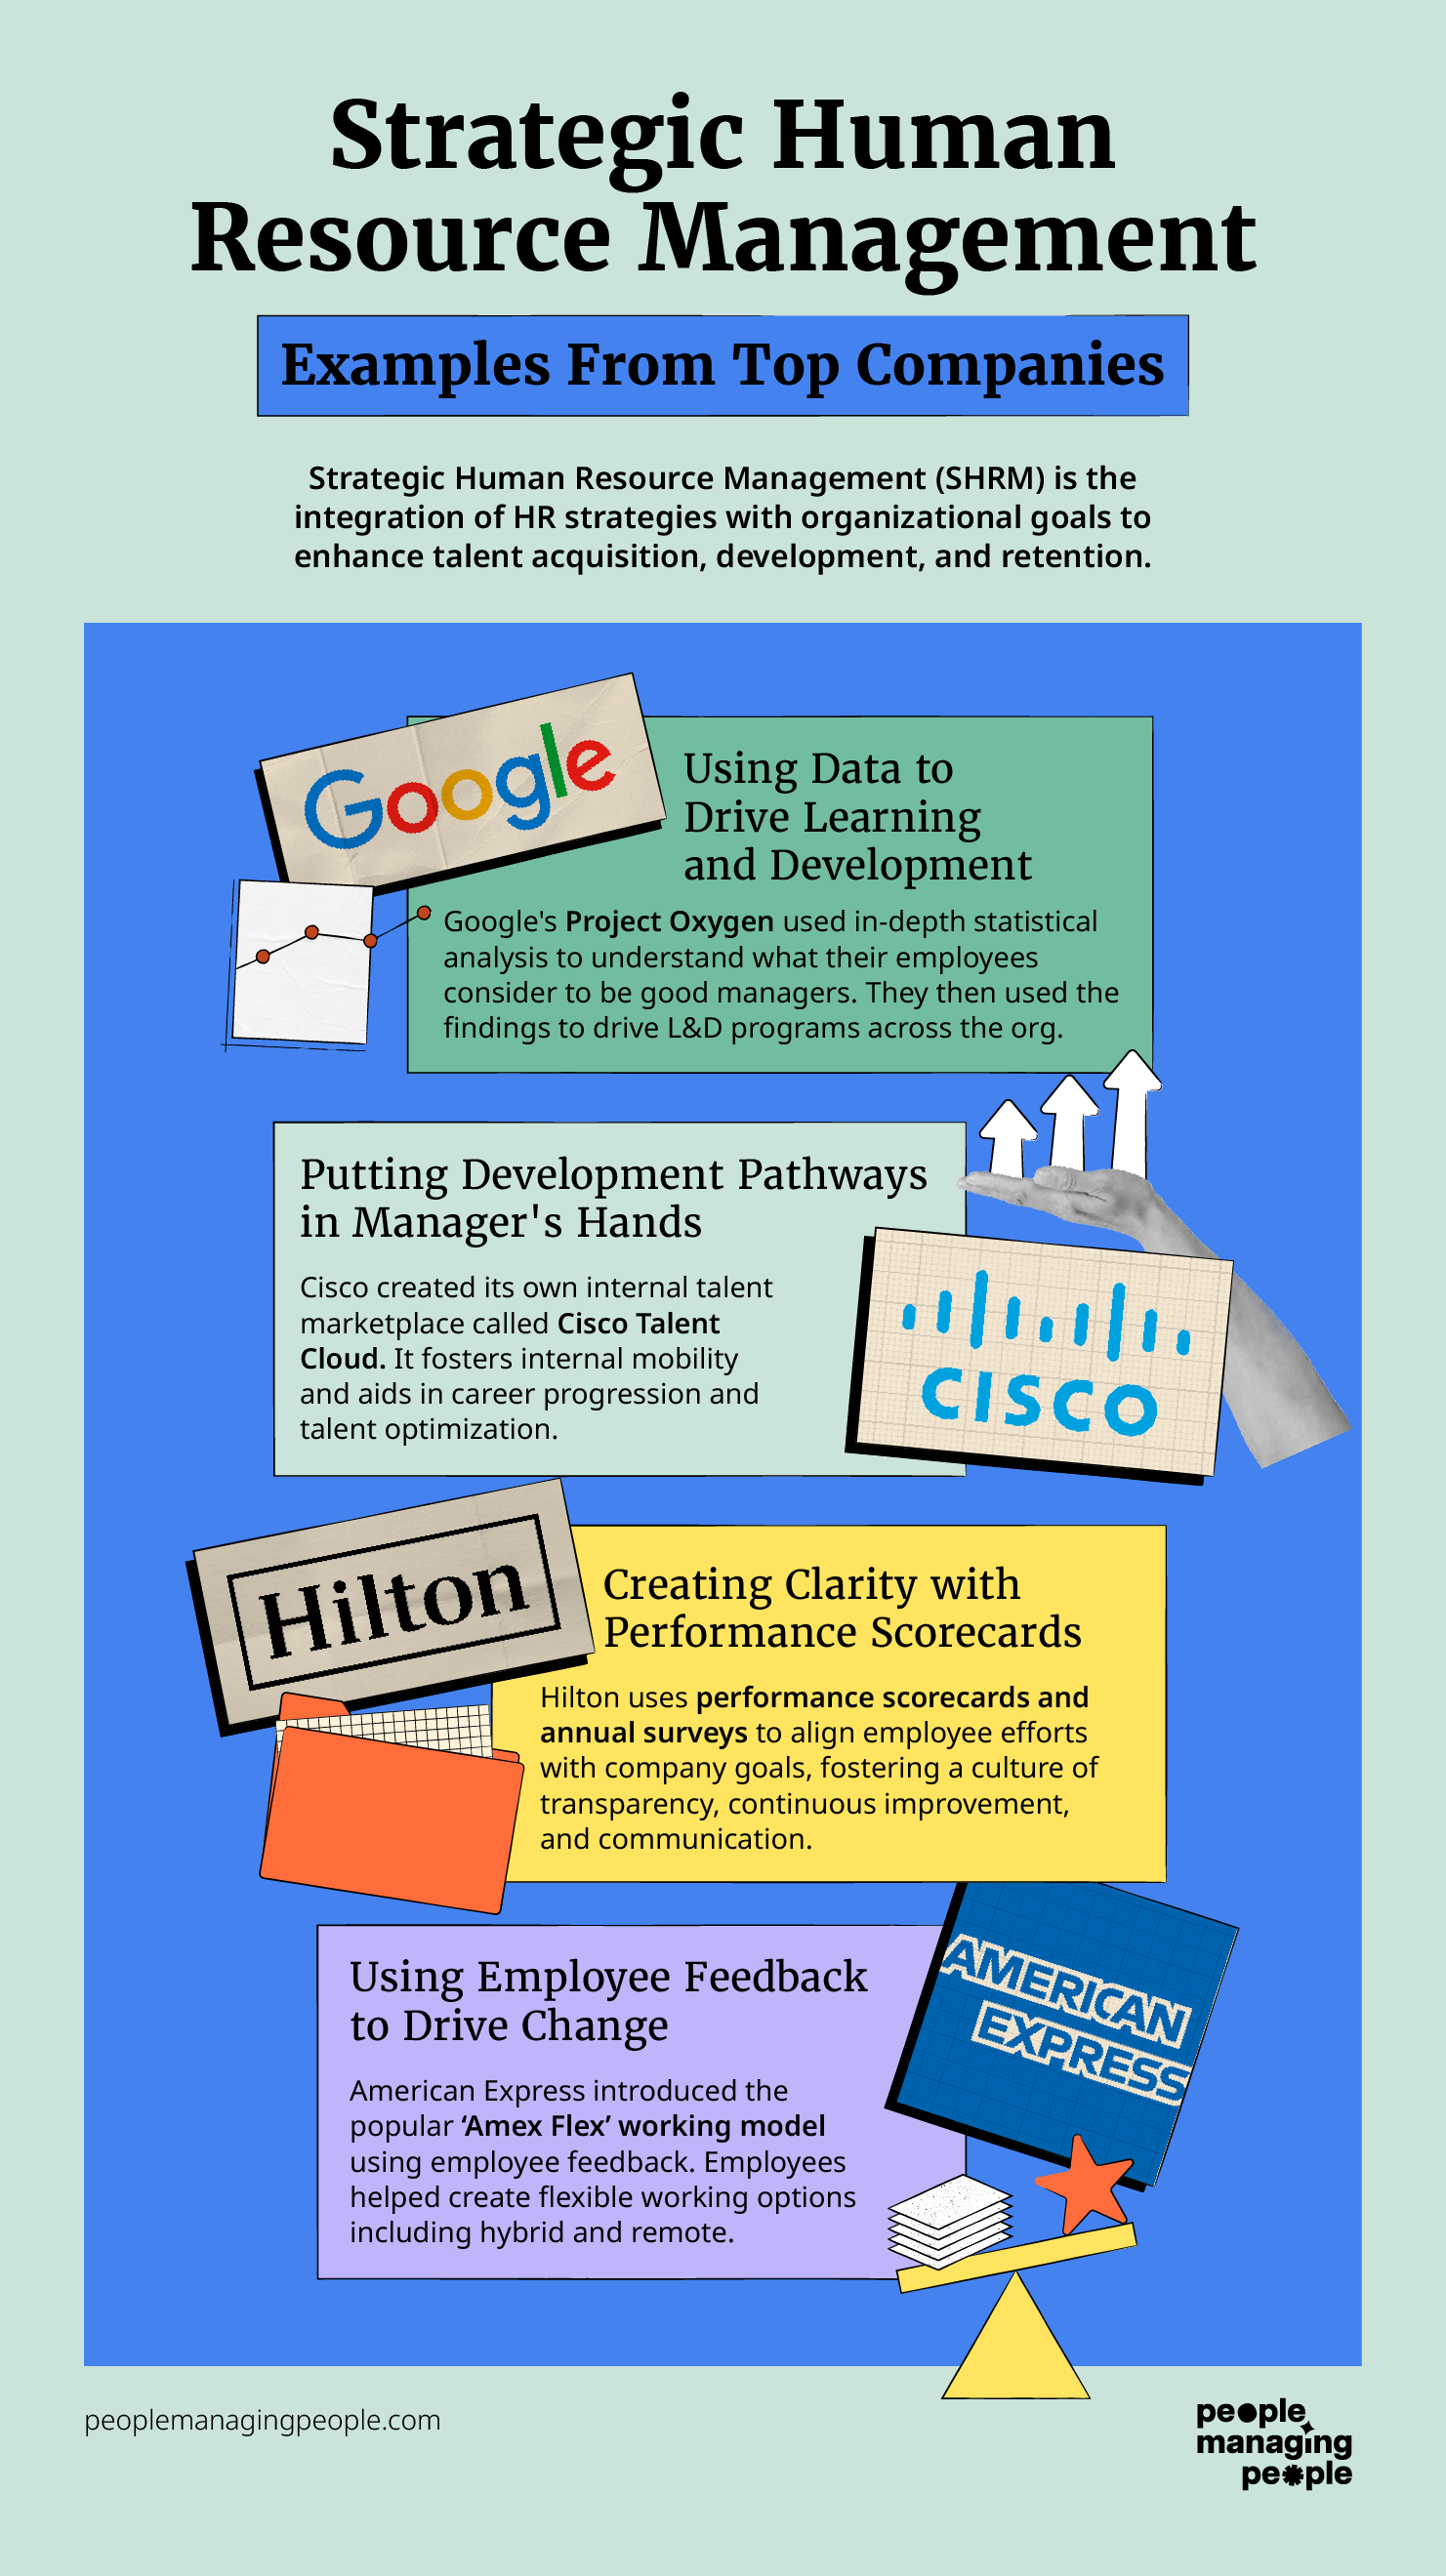 Strategic Human
Resource Management
Examples From Top Companies
Strategic Human Resource Management (SHRM) is the
integration of HR strategies with organizational goals to
enhance talent acquisition, development, and retention.
Google
Using Data to
Drive Learning
and Development
Google's Project Oxygen used in-depth statistical
analysis to understand what their employees
consider to be good managers. They then used the
findings to drive L&D programs across the org.
Putting Development Pathways
in Manager's Hands
Cisco created its own internal talent
marketplace called Cisco Talent
Cloud. It fosters internal mobility
and aids in career progression and
talent optimization.
CISCO
Hilton
Creating Clarity with
Performance Scorecards
Hilton uses performance scorecards and
annual surveys to align employee efforts
with company goals, fostering a culture of
transparency, continuous improvement,
and communication.
Using Employee Feedback
to Drive Change
American Express introduced the
popular ‘Amex Flex’ working model
using employee feedback. Employees
helped create flexible working options
including hybrid and remote.
AMERICAN
EXPRESS
peoplemanagingpeople.com
people
managing
people